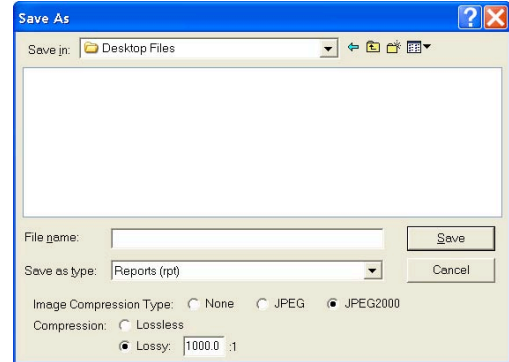 Save As
Save in: Desktop Files
File name: Save
Save as type: Reports (rpt) Cancel
Image Compression Type: None JPEG JPEG2000
Compression: Lossless
Lossy: 1000.0 :1